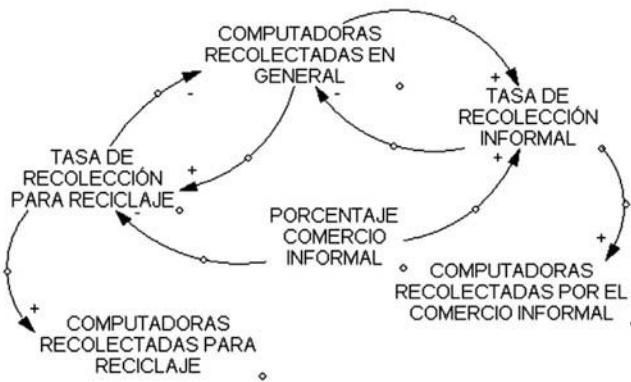 COMPUTADORAS
RECOLECTADAS EN
GENERAL
+
-
-
TASA DE
RECOLECCIÓN
INFORMAL
+
TASA DE
RECOLECCIÓN
PARA RECICLAJE
+
-
PORCENTAJE
COMERCIO
INFORMAL
+
COMPUTADORAS
RECOLECTADAS POR EL
COMERCIO INFORMAL
+
COMPUTADORAS
RECOLECTADAS PARA
RECICLAJE